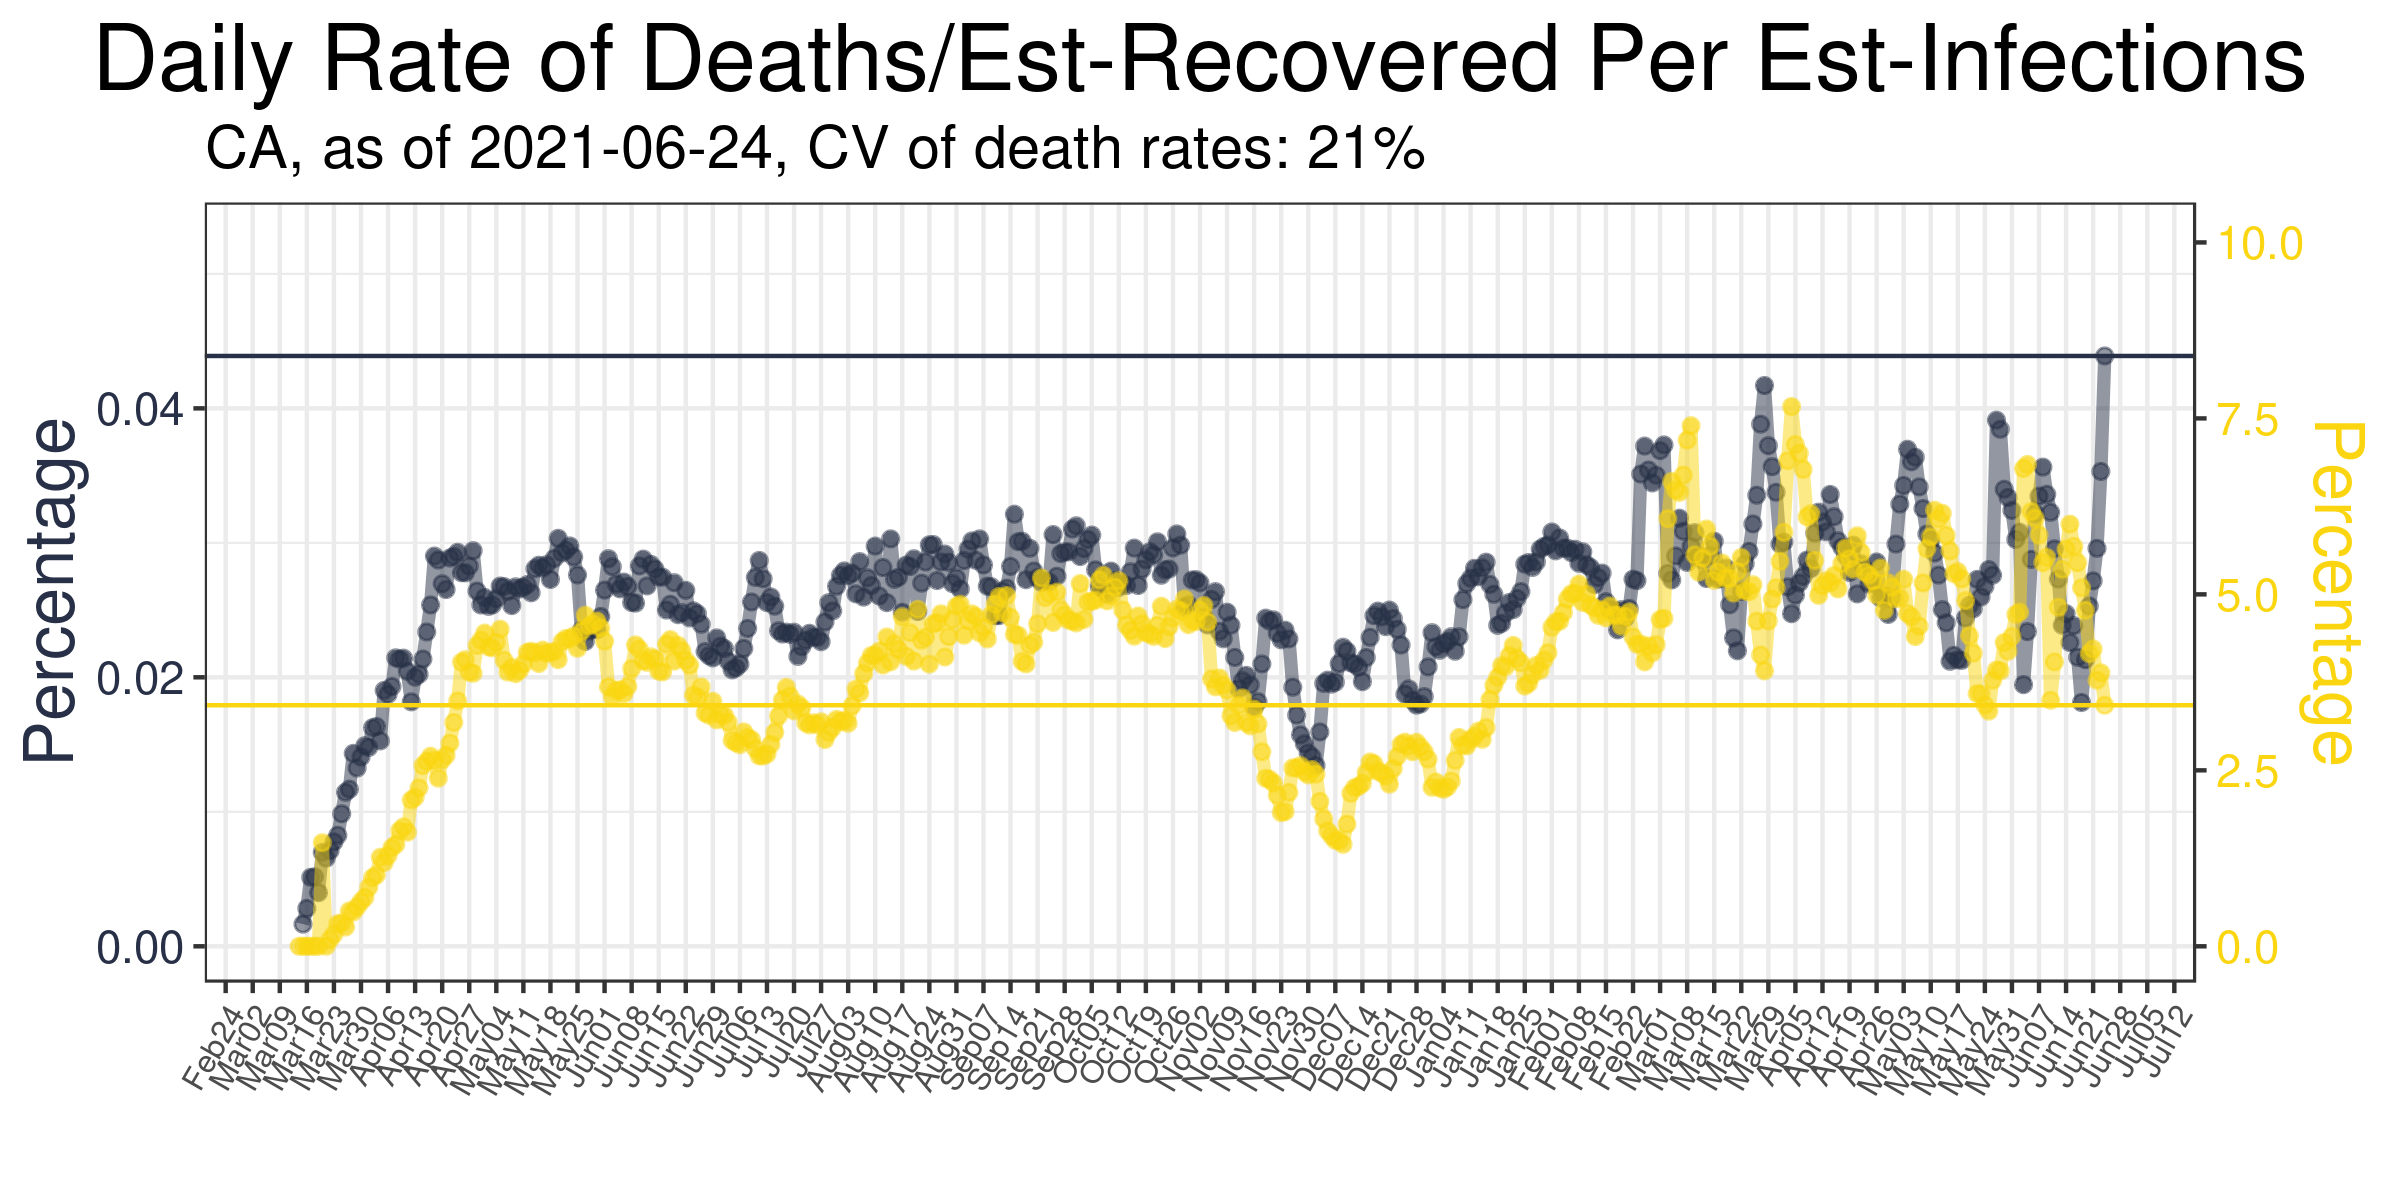 Daily Rate of Deaths/Est-Recovered Per Est-Infections
CA, as of 2021-06-24, CV of death rates: 21%
Percentage
0.04
0.02
0.00
10.0
7.5
5.0
2.5
0.0
Percentage
Feb24
Mar02
Mar09
Mar16
Mar23
Mar30
Apr06
Apr13
Apr20
Apr27
May04
May11
May18
May25
Jun01
Jun08
Jun15
Jun22
Jun29
Jul06
Jul13
Jul20
Jul27
Aug03
Aug10
Aug17
Aug24
Aug31
Sep07
Sep14
Sep21
Sep28
Oct05
Oct12
Oct19
Oct26
Nov02
Nov09
Nov16
Nov23
Nov30
Dec07
Dec14
Dec21
Dec28
Jan04
Jan11
Jan18
Jan25
Feb01
Feb08
Feb15
Feb22
Mar01
Mar08
Mar15
Mar22
Mar29
Apr05
Apr12
Apr19
Apr26
May03
May10
May17
May24
May31
Jun07
Jun14
Jun21
Jun28
Jul05
Jul12